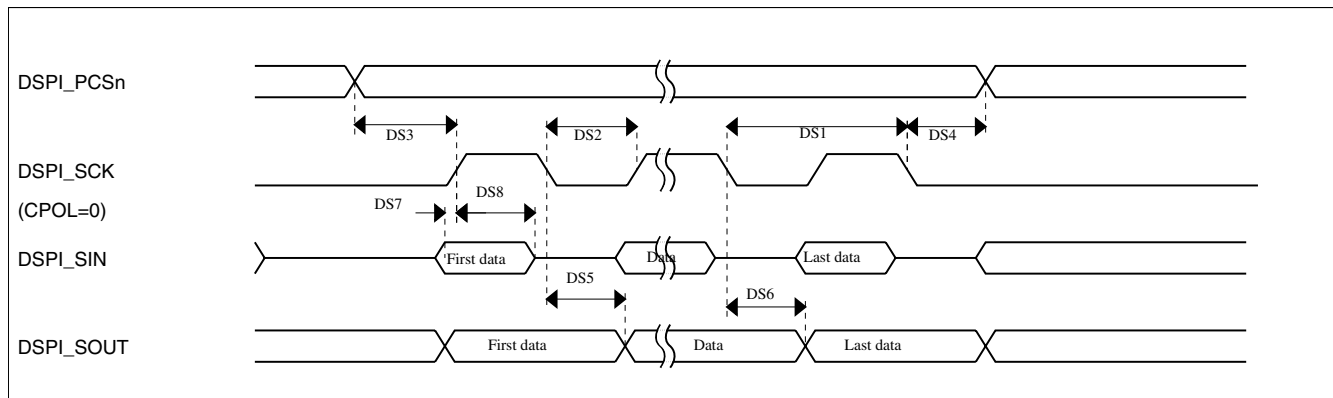 DSPI_PCSn
DS3
DS2
DS1
DS4
DSPI_SCK
(CPOL=0)
DS7
DS8
DSPI_SIN
First data
Data
Last data
DS5
DS6
DSPI_SOUT
First data
Data
Last data